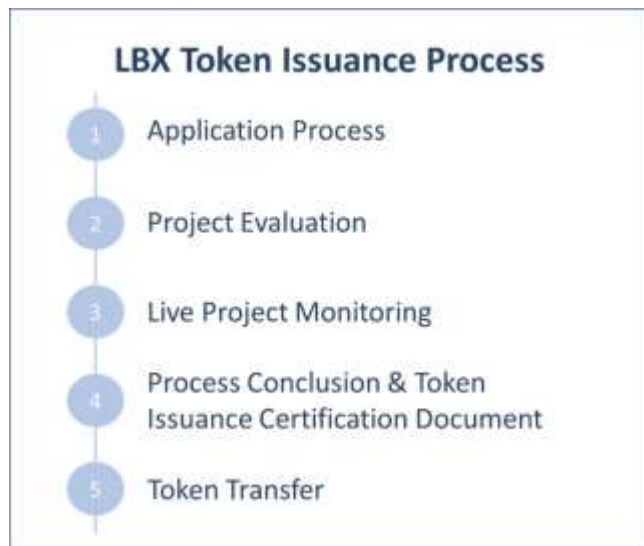 LBX Token Issuance Process
1
Application Process
2
Project Evaluation
3
Live Project Monitoring
4
Process Conclusion & Token
Issuance Certification Document
5
Token Transfer